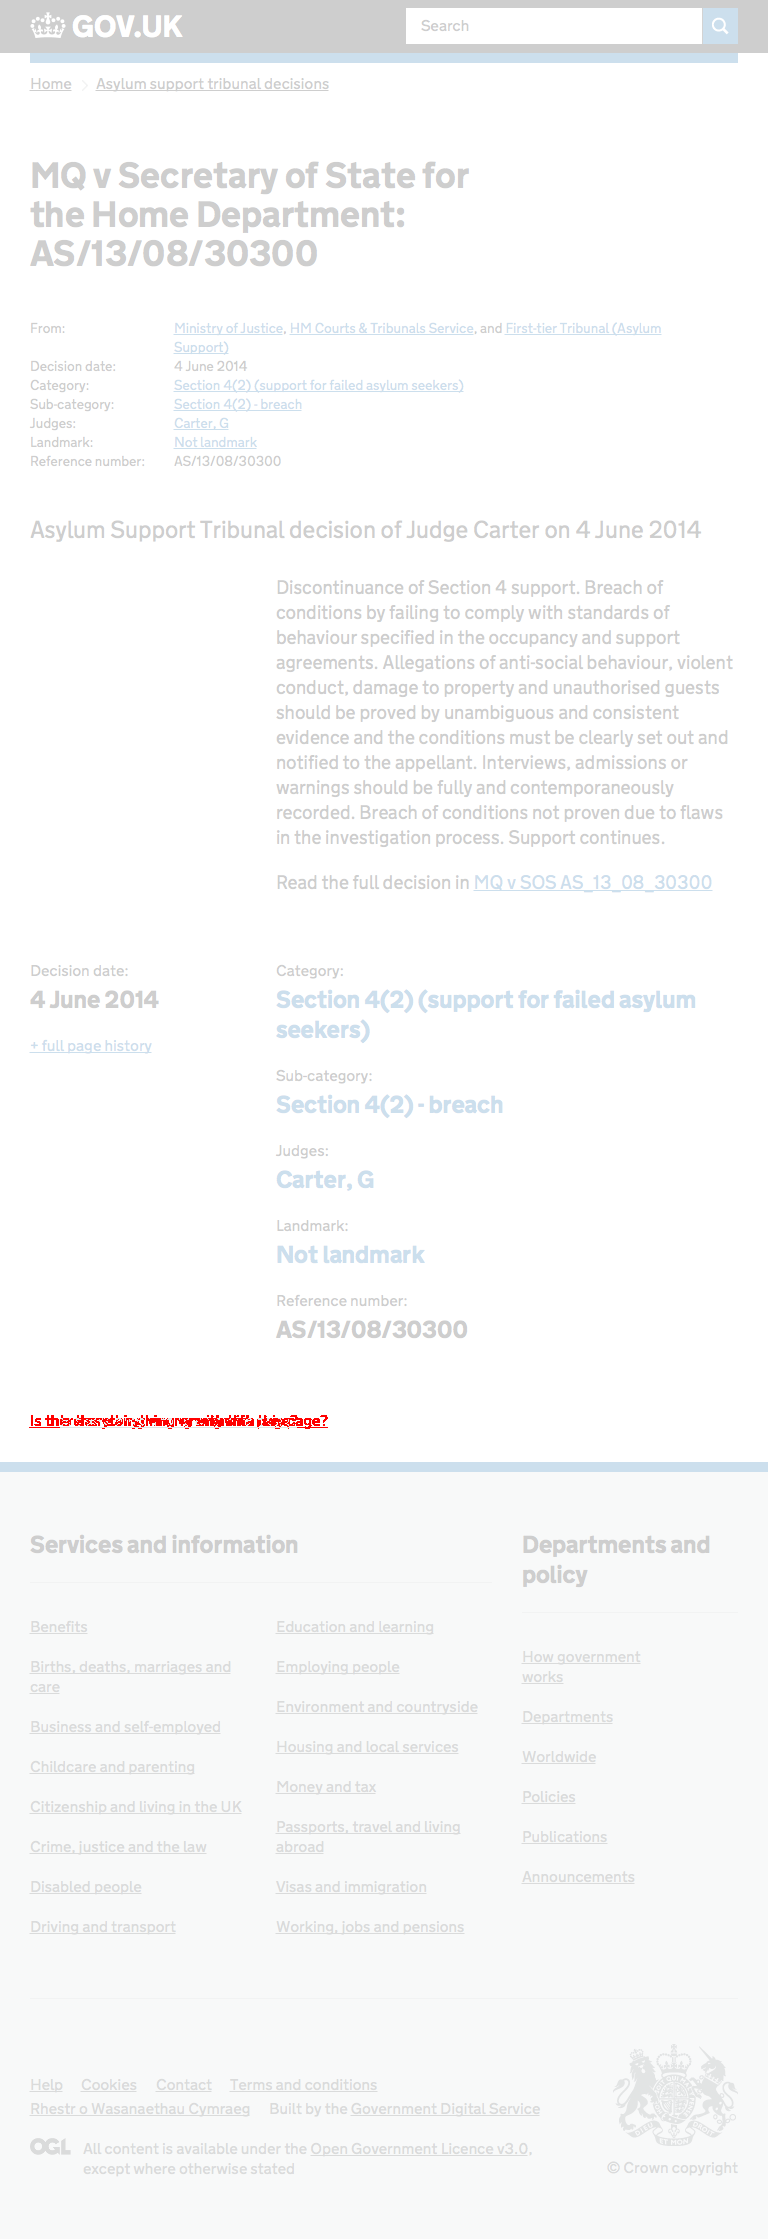 GOV.UK
Search
Home
Asylum support tribunal decisions
MQ v Secretary of State for
the Home Department:
AS/13/08/30300
From: Ministry of Justice, HM Courts & Tribunals Service, and First-tier Tribunal (Asylum
Support)
Decision date: 4 June 2014
Category: Section 4(2) (support for failed asylum seekers)
Sub-category: Section 4(2) - breach
Judges: Carter, G
Landmark: Not landmark
Reference number: AS/13/08/30300
Asylum Support Tribunal decision of Judge Carter on 4 June 2014
Discontinuance of Section 4 support. Breach of
conditions by failing to comply with standards of
behaviour specified in the occupancy and support
agreements. Allegations of anti-social behaviour, violent
conduct, damage to property and unauthorised guests
should be proved by unambiguous and consistent
evidence and the conditions must be clearly set out and
notified to the appellant. Interviews, admissions or
warnings should be fully and contemporaneously
recorded. Breach of conditions not proven due to flaws
in the investigation process. Support continues.
Read the full decision in MQ v SOS AS_13_08_30300
Decision date:
4 June 2014
+ full page history
Category:
Section 4(2) (support for failed asylum
seekers)
Sub-category:
Section 4(2) - breach
Judges:
Carter, G
Landmark:
Not landmark
Reference number:
AS/13/08/30300
Services and information
Benefits
Births, deaths, marriages and
care
Business and self-employed
Childcare and parenting
Citizenship and living in the UK
Crime, justice and the law
Disabled people
Driving and transport
Education and learning
Employing people
Environment and countryside
Housing and local services
Money and tax
Passports, travel and living
abroad
Visas and immigration
Working, jobs and pensions
Departments and
policy
How government
works
Departments
Worldwide
Policies
Publications
Announcements
Help Cookies Contact Terms and conditions
Rhestr o Wasanaethau Cymraeg Built by the Government Digital Service
OGL All content is available under the Open Government Licence v3.0,
except where otherwise stated
© Crown copyright